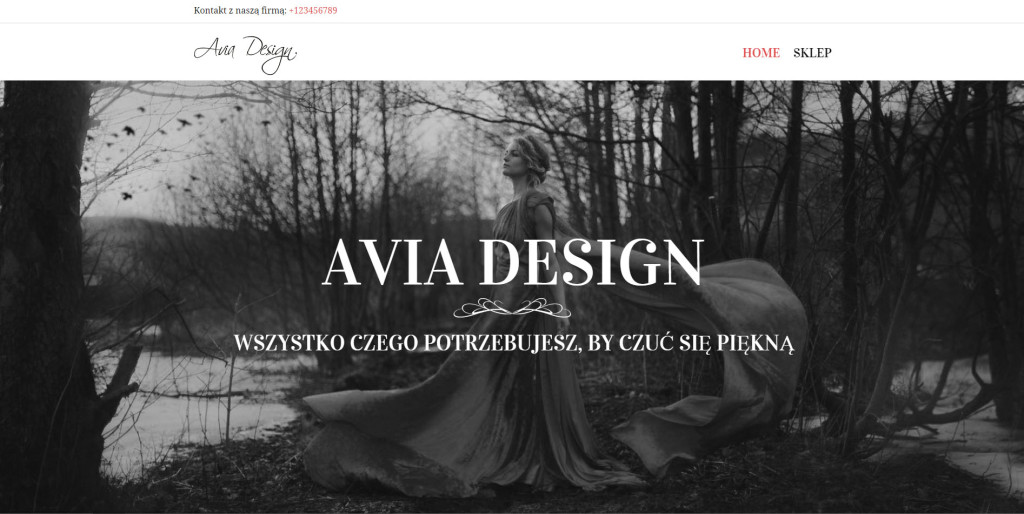 Kontakt z naszą firmą: +123456789
Avia Design
HOME SKLEP
AVIA DESIGN
WSZYSTKO CZEGO POTRZEBUJESZ, BY CZUĆ SIĘ PIĘKNĄ